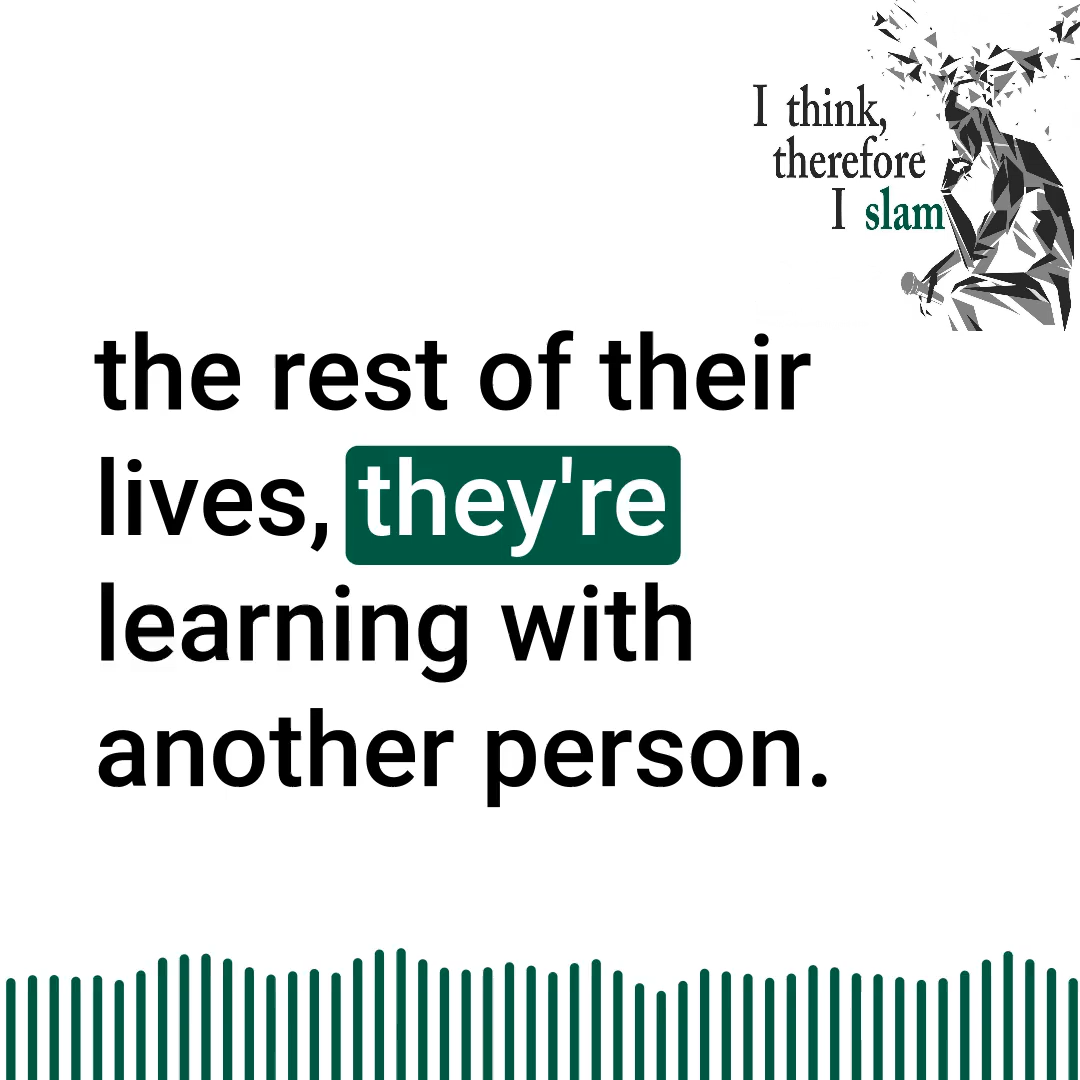 I think,
therefore
I slam
the rest of their
lives, they're
learning with
another person.